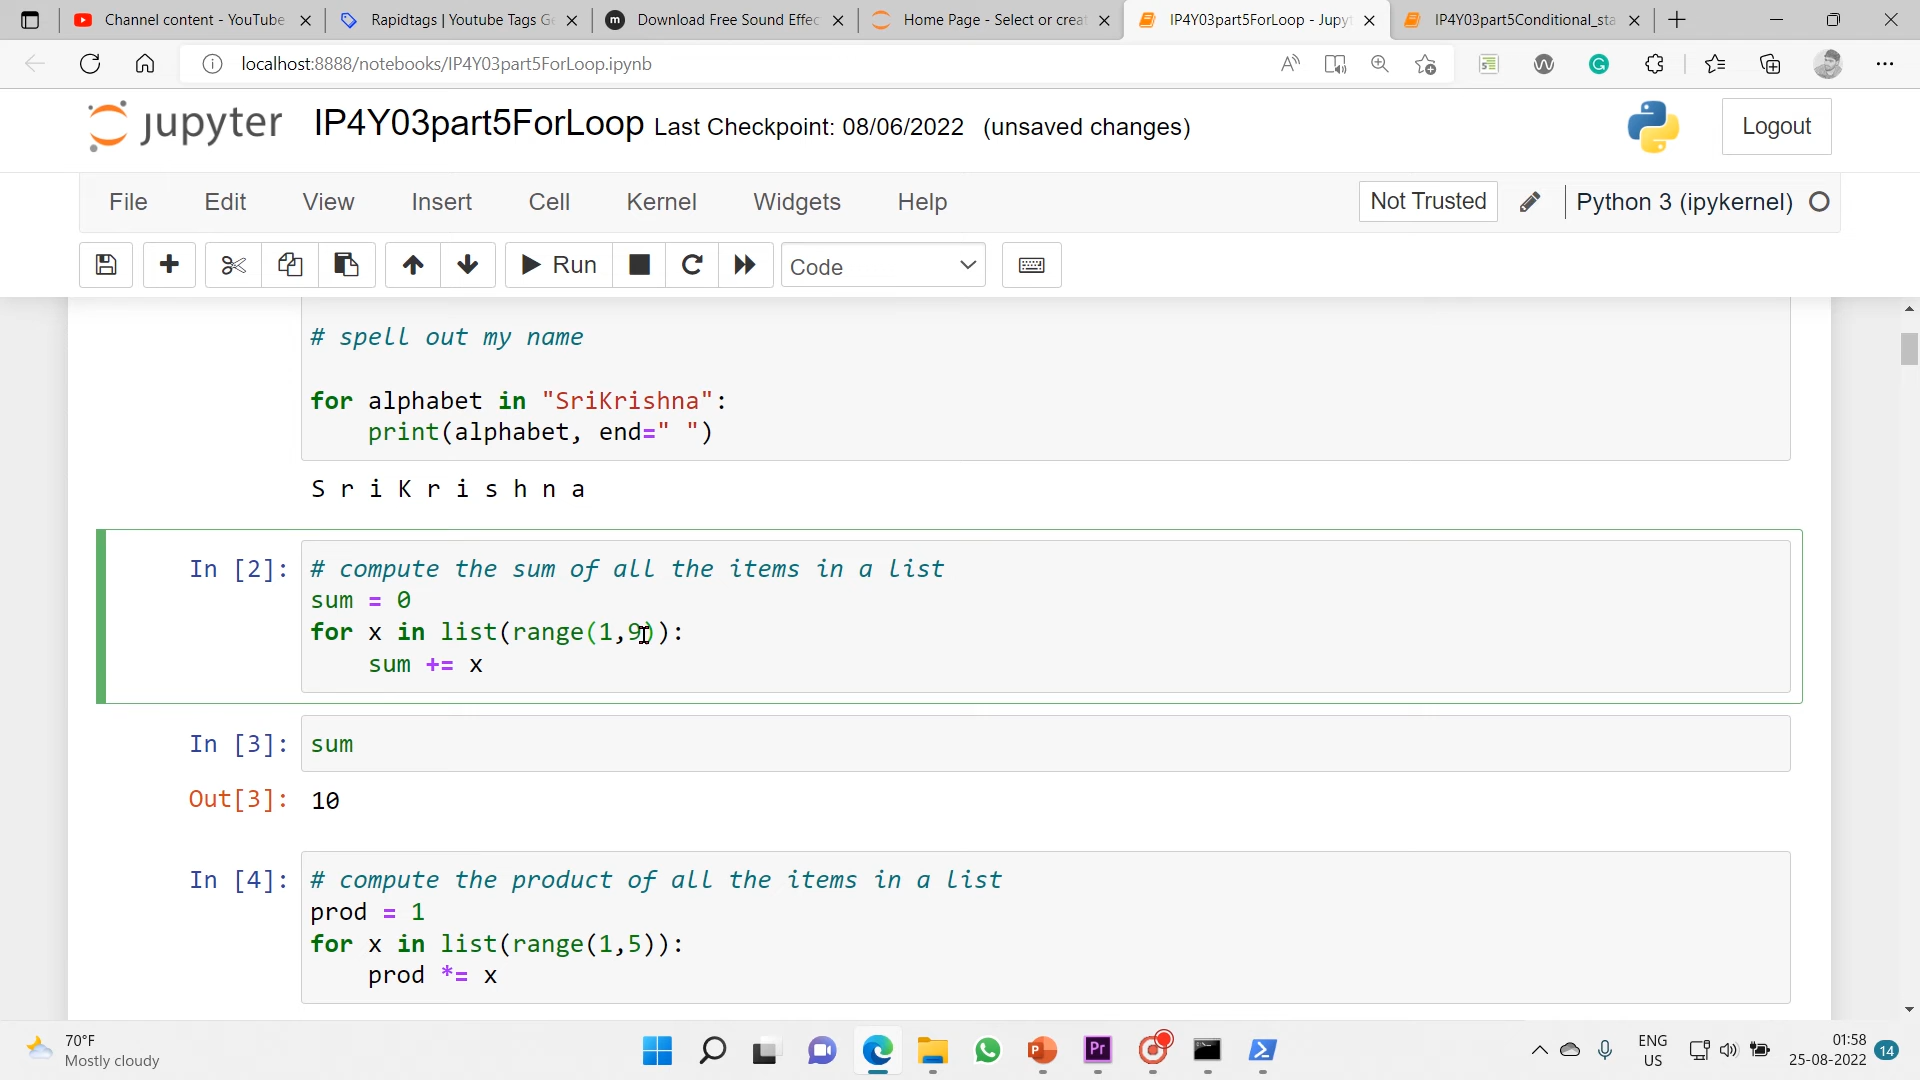 Channel content - YouTube
Rapidtags | Youtube Tags Ge
Download Free Sound Effec
Home Page - Select or creat
IP4Y03part5ForLoop - Jupyt
IP4Y03part5Conditional_sta
localhost:8888/notebooks/IP4Y03part5ForLoop.ipynb
jupyter IP4Y03part5ForLoop Last Checkpoint: 08/06/2022 (unsaved changes)
Logout
File Edit View Insert Cell Kernel Widgets Help
Not Trusted
Python 3 (ipykernel)
Run
Code
# spell out my name
for alphabet in "SriKrishna":
    print(alphabet, end=" ")
S r i K r i s h n a
In [2]: # compute the sum of all the items in a list
sum = 0
for x in list(range(1,9)):
    sum += x
In [3]: sum
Out[3]: 10
In [4]: # compute the product of all the items in a list
prod = 1
for x in list(range(1,5)):
    prod *= x
70°F
Mostly cloudy
Pr
ENG
US
01:58
25-08-2022
14